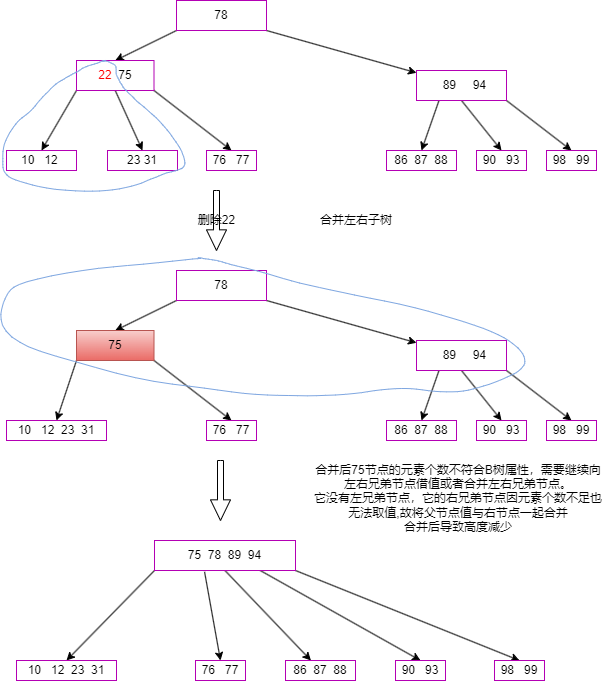 78
22 75
89 94
10 12
23 31
76 77
86 87 88
90 93
98 99
删除22
合并左右子树
78
75
89 94
10 12 23 31
76 77
86 87 88
90 93
98 99
合并后75节点的元素个数不符合B树属性，需要继续向
左右兄弟节点借值或者合并左右兄弟节点。
它没有左兄弟节点，它的右兄弟节点因元素个数不足也
无法取值,故将父节点值与右节点一起合并
合并后导致高度减少
75 78 89 94
10 12 23 31
76 77
86 87 88
90 93
98 99